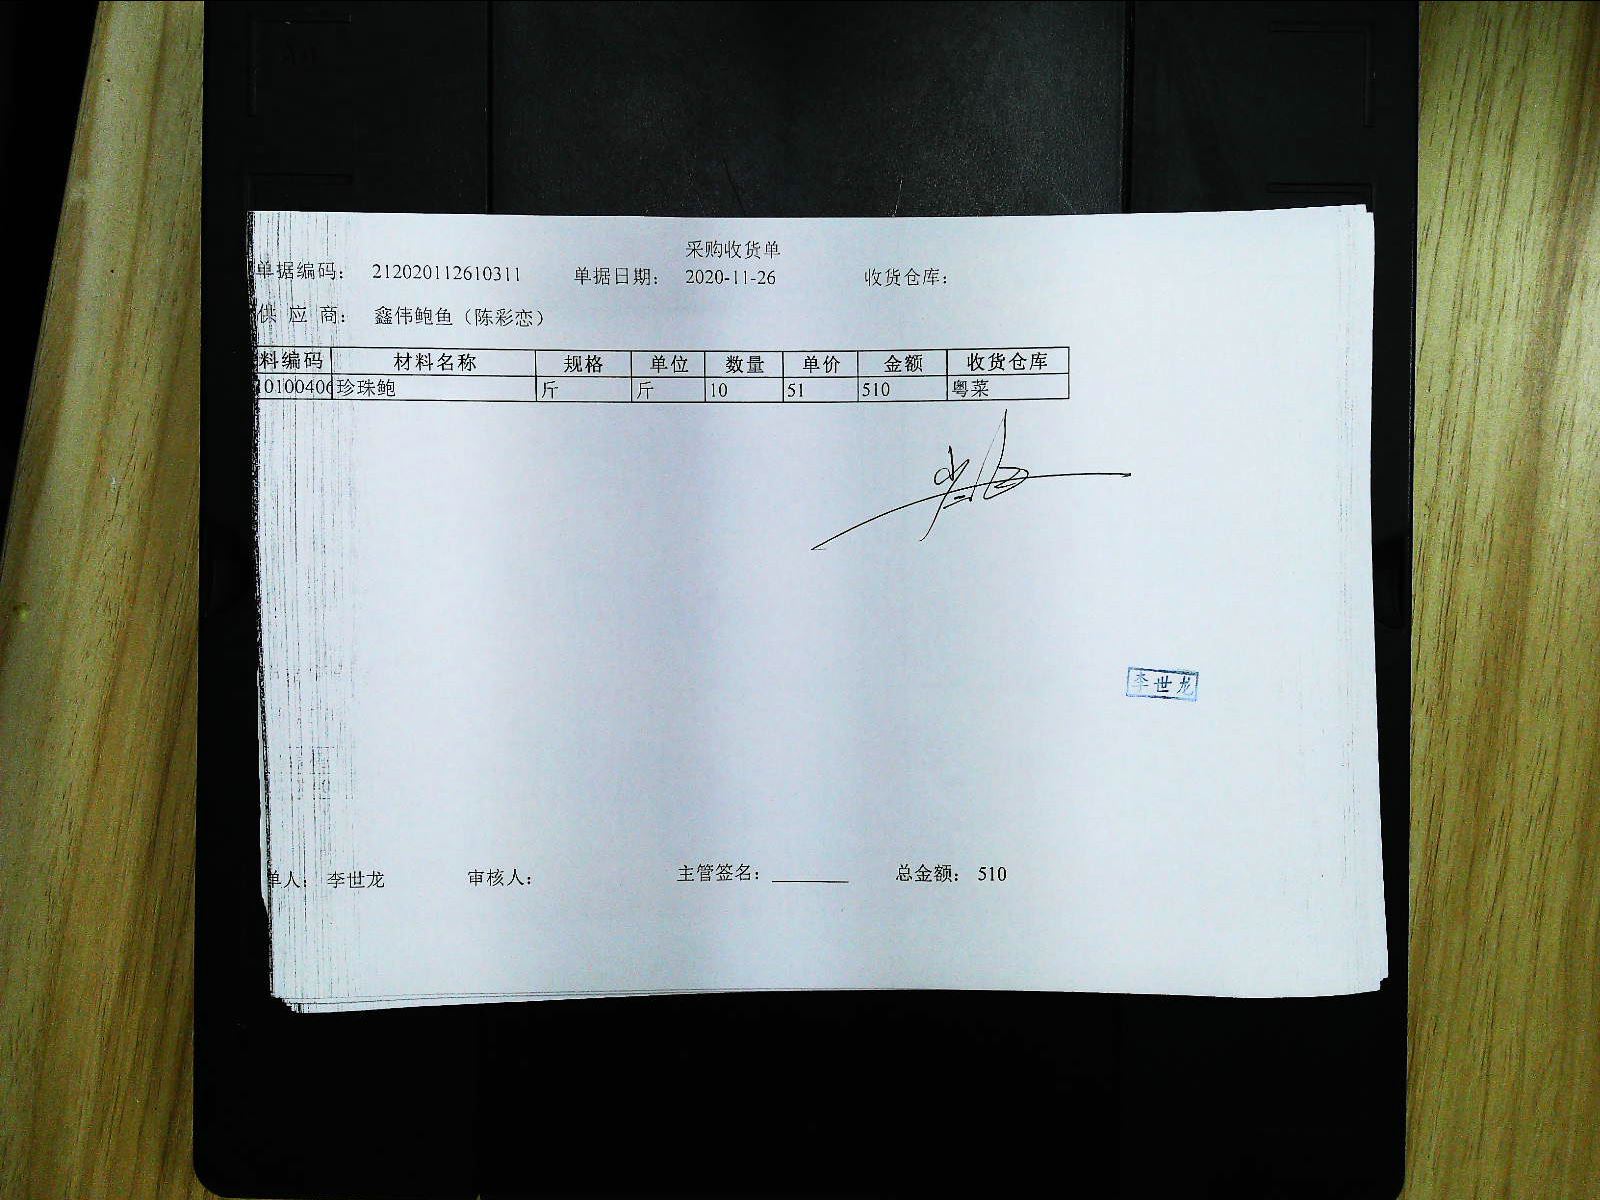 采购收货单
单据编码： 212020112610311 单据日期： 2020-11-26 收货仓库：
供 应 商： 鑫伟鲍鱼（陈彩恋）
料编码 材料名称 规格 单位 数量 单价 金额 收货仓库
0100406 珍珠鲍 斤 斤 10 51 510 粤菜
李世龙
单人： 李世龙 审核人： 主管签名： 总金额： 510